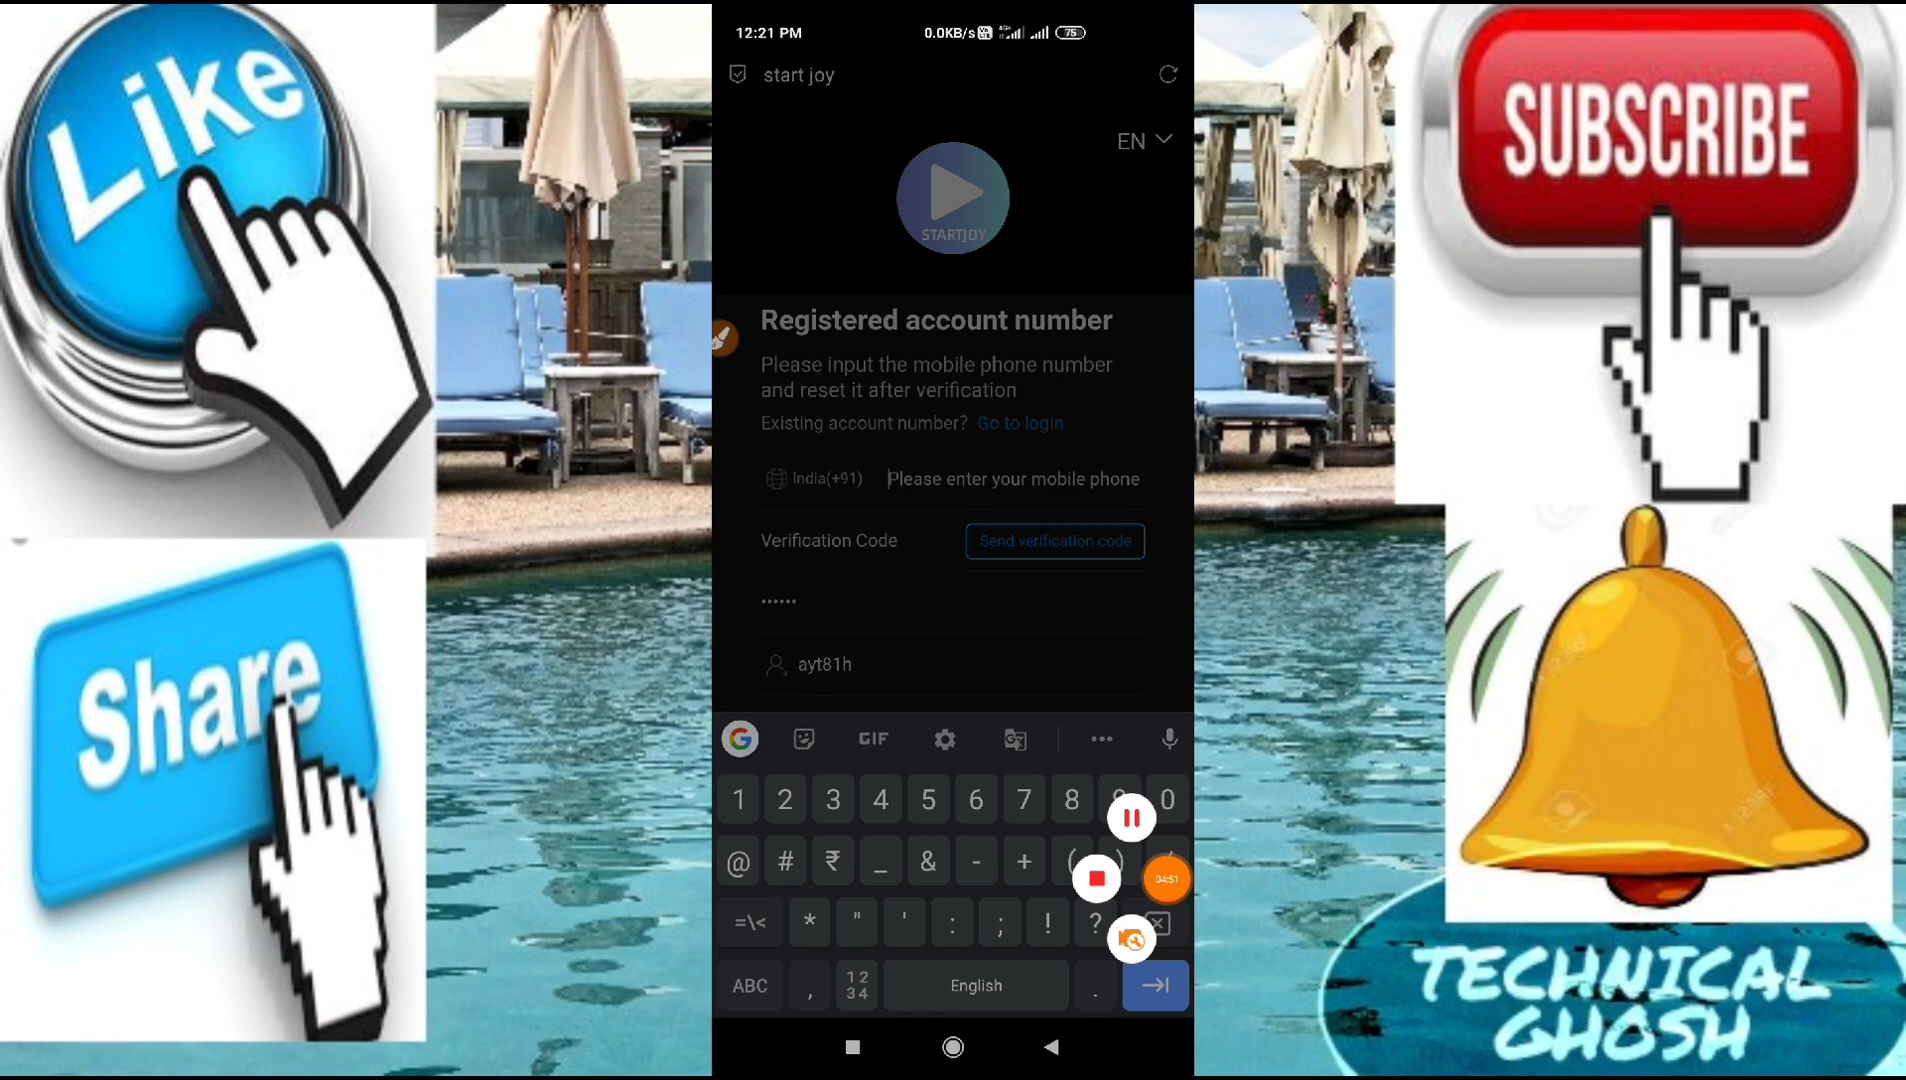 Like
Share
12:21 PM
0.0KB/s
75
start joy
EN
STARTJOY
Registered account number
Please input the mobile phone number
and reset it after verification
Existing account number? Go to login
India(+91) Please enter your mobile phone
Verification Code Send verification code
••••••
ayt81h
G GIF
1 2 3 4 5 6 7 8 0
@ # ₹ _ & - + ( )
=\< * " ' : ; ! ?
ABC , 12 34 English .
04:51
SUBSCRIBE
TECHNICAL
GHOSH